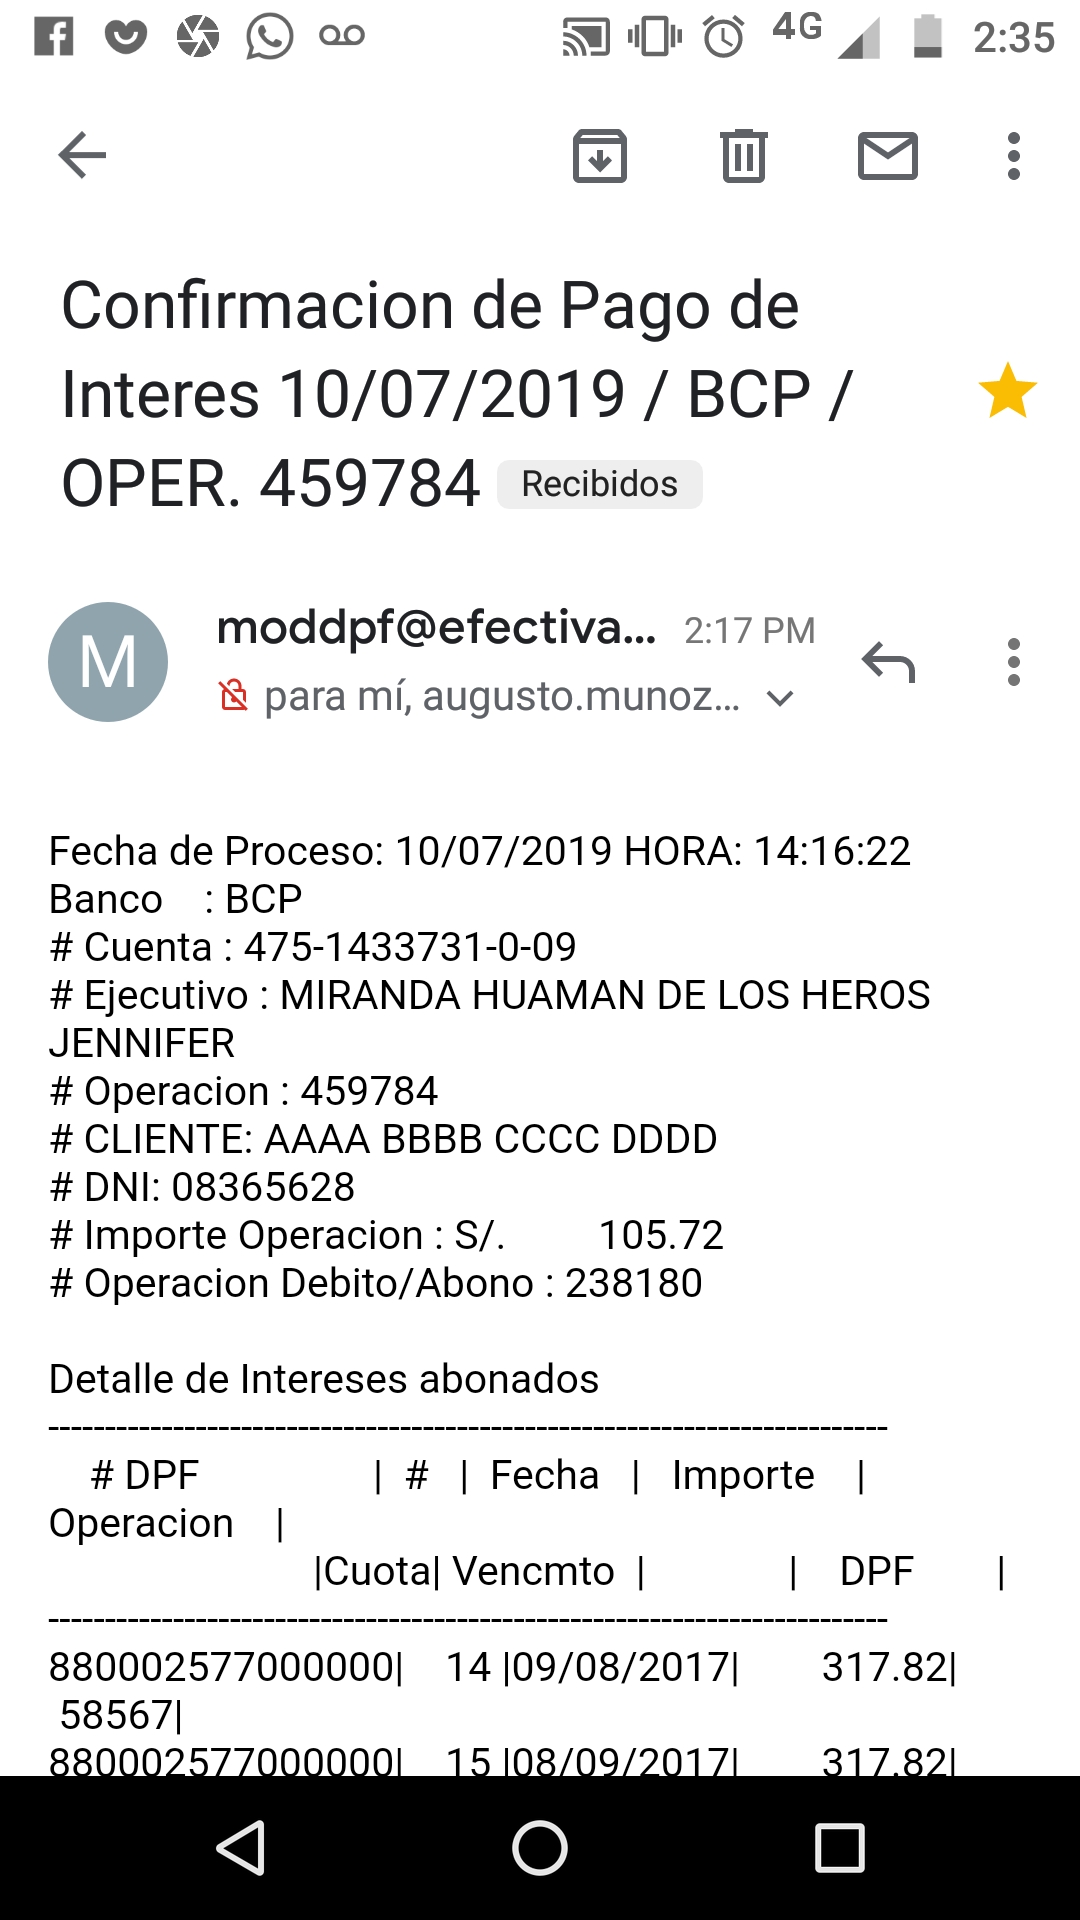 4G 2:35
Confirmacion de Pago de
Interes 10/07/2019 / BCP /
OPER. 459784 Recibidos
M
moddpf@efectiva... 2:17 PM
para mí, augusto.munoz...
Fecha de Proceso: 10/07/2019 HORA: 14:16:22
Banco    : BCP
# Cuenta : 475-1433731-0-09
# Ejecutivo : MIRANDA HUAMAN DE LOS HEROS
JENNIFER
# Operacion : 459784
# CLIENTE: AAAA BBBB CCCC DDDD
# DNI: 08365628
# Importe Operacion : S/.         105.72
# Operacion Debito/Abono : 238180
Detalle de Intereses abonados
---------------------------------------------------------------------------
# DPF                 |  #   |  Fecha   |   Importe    |
Operacion    |
|Cuota| Vencmto  |              |    DPF        |
---------------------------------------------------------------------------
880002577000000|    14 |09/08/2017|        317.82|
58567|
880002577000000|    15 |08/09/2017|        317.82|